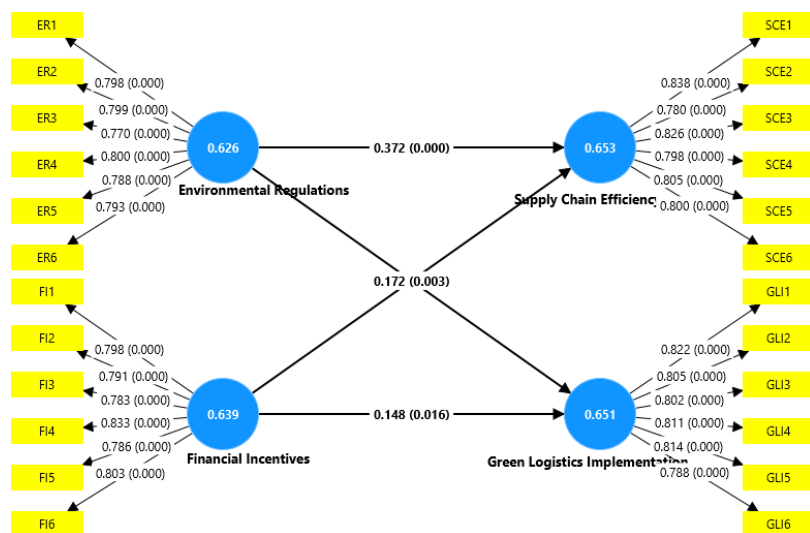 ER1
ER2
ER3
ER4
ER5
ER6
FI1
FI2
FI3
FI4
FI5
FI6
0.798 (0.000)
0.799 (0.000)
0.770 (0.000)
0.800 (0.000)
0.788 (0.000)
0.793 (0.000)
0.798 (0.000)
0.791 (0.000)
0.783 (0.000)
0.833 (0.000)
0.786 (0.000)
0.803 (0.000)
0.626
Environmental Regulations
0.639
Financial Incentives
0.372 (0.000)
0.172 (0.003)
0.148 (0.016)
0.653
Supply Chain Efficiency
0.651
Green Logistics Implementation
0.838 (0.000)
0.780 (0.000)
0.826 (0.000)
0.798 (0.000)
0.805 (0.000)
0.800 (0.000)
0.822 (0.000)
0.805 (0.000)
0.802 (0.000)
0.811 (0.000)
0.814 (0.000)
0.788 (0.000)
SCE1
SCE2
SCE3
SCE4
SCE5
SCE6
GLI1
GLI2
GLI3
GLI4
GLI5
GLI6